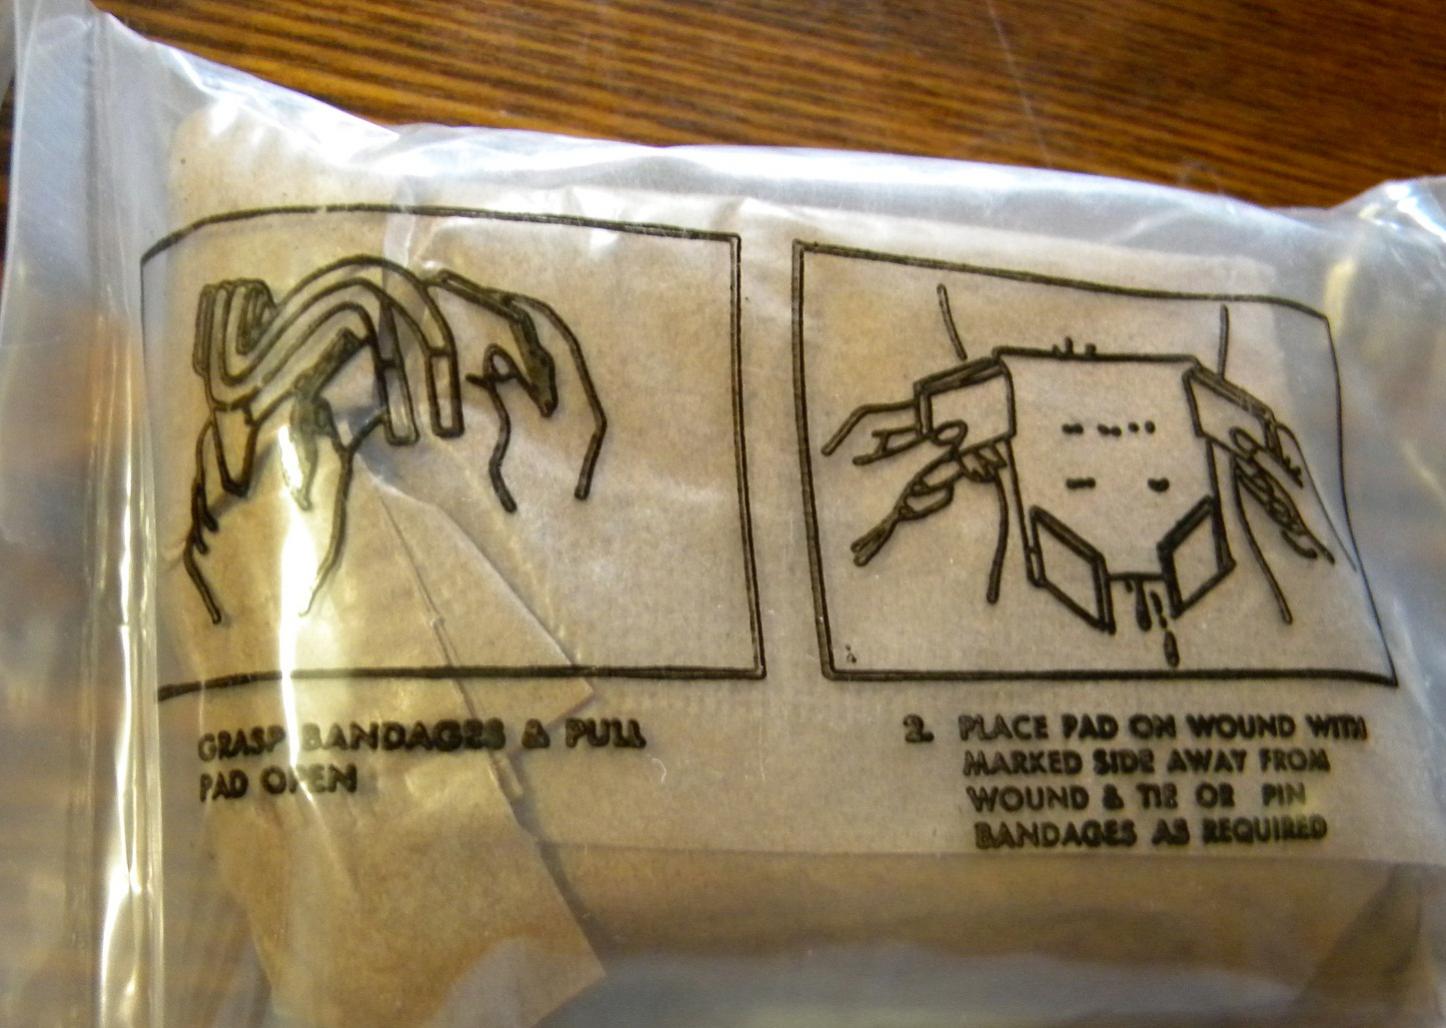 GRASP BANDAGES & PULL
PAD OPEN
2. PLACE PAD ON WOUND WITH
MARKED SIDE AWAY FROM
WOUND & TIE OR PIN
BANDAGES AS REQUIRED